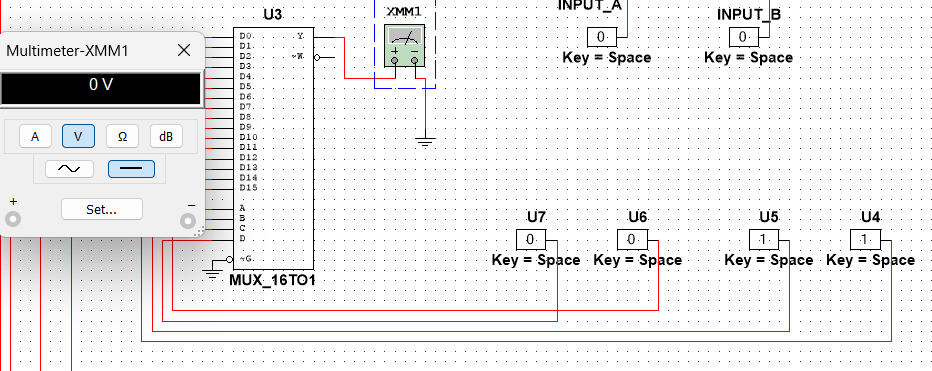 U3
XMM1
INPUT_A
INPUT_B
0
0
Key = Space
Key = Space
Multimeter-XMM1
0 V
A
V
Ω
dB
Set...
+
−
D0
D1
D2
D3
D4
D5
D6
D7
D8
D9
D10
D11
D12
D13
D14
D15
A
B
C
D
~G
Y
~W
+ −
MUX_16TO1
U7
U6
U5
U4
0
0
1
1
Key = Space
Key = Space
Key = Space
Key = Space